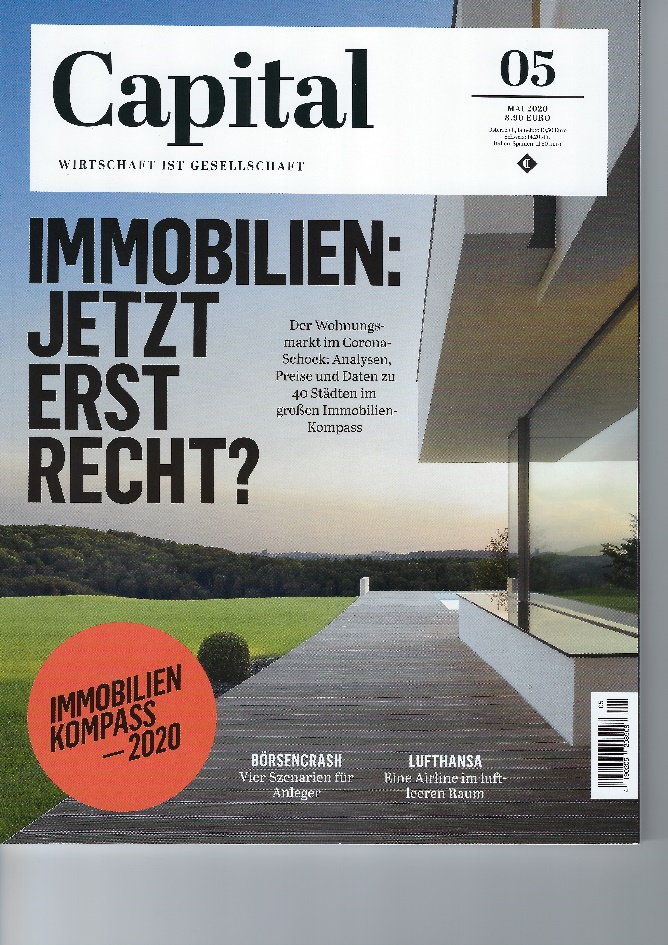 Capital
WIRTSCHAFT IST GESELLSCHAFT
05
MAI 2020
8,90 EURO
IMMOBILIEN:
JETZT
ERST
RECHT?
Der Wohnungs-
markt im Corona-
Schock: Analysen,
Preise und Daten zu
40 Städten im
großen Immobilien-
Kompass
IMMOBILIEN
KOMPASS
— 2020
BÖRSENCRASH
Vier Szenarien für
Anleger
LUFTHANSA
Eine Airline im luft-
leeren Raum
05